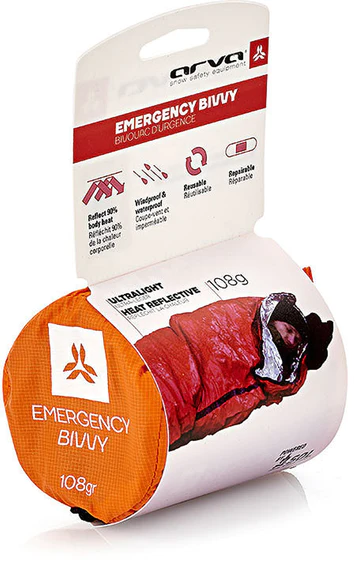 arva
snow safety equipment
EMERGENCY BIVVY
BIVOUAC D'URGENCE
Reflect 90%
body heat
Réfléchit 90%
de la chaleur
corporelle
Windproof &
waterproof
Coupe-vent et
imperméable
Reusable
Réutilisable
Repairable
Réparable
ULTRALIGHT
HEAT REFLECTIVE
108g
EMERGENCY
BIVVY
108gr
POWERED